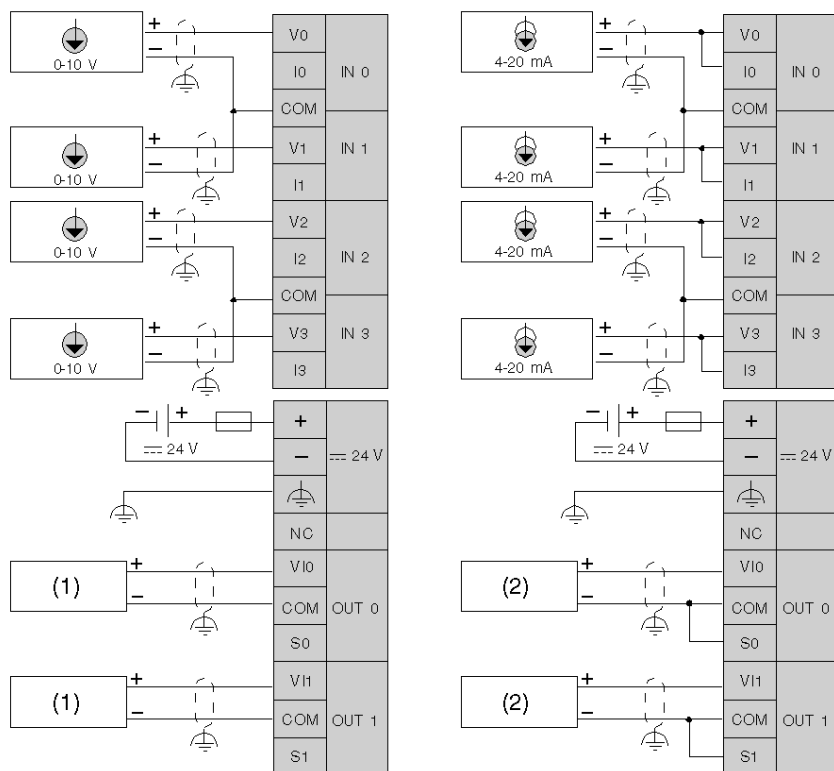 + V0
−
0-10 V
I0 IN 0
COM
+ V1 IN 1
−
0-10 V
I1
+ V2
−
0-10 V
I2 IN 2
COM
+ V3 IN 3
−
0-10 V
I3
− + +
24 V
− 24 V
NC
(1) + VI0
− COM OUT 0
S0
(1) + VI1
− COM OUT 1
S1
+ V0
−
4-20 mA
I0 IN 0
COM
+ V1 IN 1
−
4-20 mA
I1
+ V2
−
4-20 mA
I2 IN 2
COM
+ V3 IN 3
−
4-20 mA
I3
− + +
24 V
− 24 V
NC
(2) + VI0
− COM OUT 0
S0
(2) + VI1
− COM OUT 1
S1